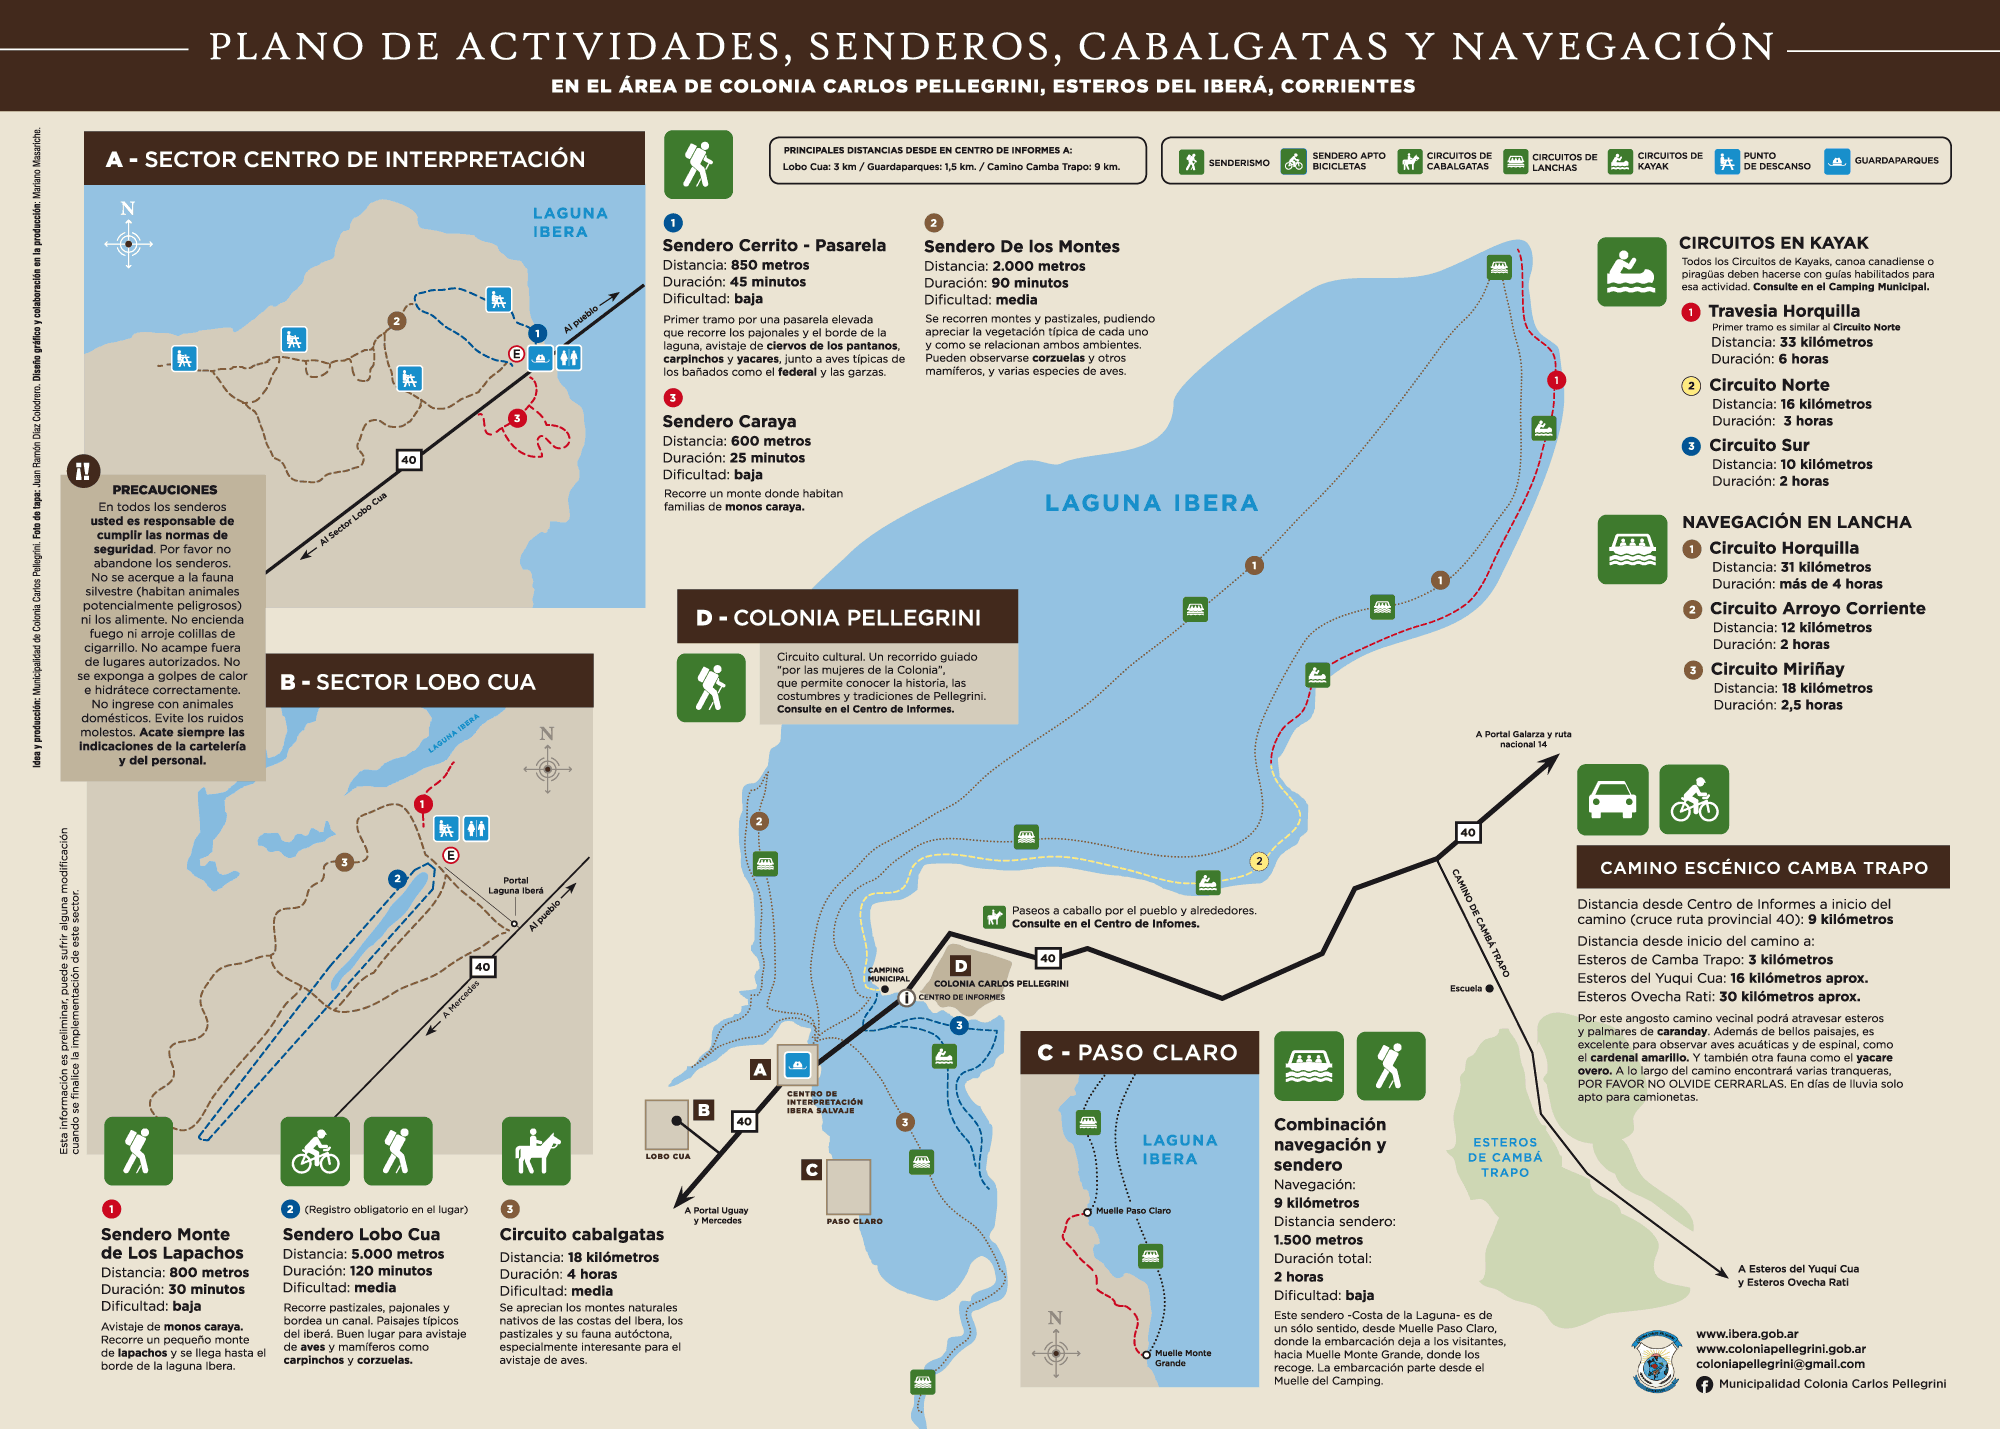 PLANO DE ACTIVIDADES, SENDEROS, CABALGATAS Y NAVEGACIÓN
EN EL ÁREA DE COLONIA CARLOS PELLEGRINI, ESTEROS DEL IBERÁ, CORRIENTES
Idea y producción: Municipalidad de Colonia Carlos Pellegrini. Foto de tapa: Juan Ramón Díaz Colodrero. Diseño gráfico y colaboración en la producción: Mariano Masariche.
A - SECTOR CENTRO DE INTERPRETACIÓN
N
LAGUNA
IBERA
Al pueblo
1
2
E
3
40
Al Sector Lobo Cua
PRECAUCIONES
En todos los senderos
usted es responsable de
cumplir las normas de
seguridad. Por favor no
abandone los senderos.
No se acerque a la fauna
silvestre (habitan animales
potencialmente peligrosos)
ni los alimente. No encienda
fuego ni arroje colillas de
cigarrillo. No acampe fuera
de lugares autorizados. No
se exponga a golpes de calor
e hidrátece correctamente.
No ingrese con animales
domésticos. Evite los ruidos
molestos. Acate siempre las
indicaciones de la cartelería
y del personal.
PRINCIPALES DISTANCIAS DESDE EN CENTRO DE INFORMES A:
Lobo Cua: 3 km / Guardaparques: 1,5 km. / Camino Camba Trapo: 9 km.
SENDERISMO
SENDERO APTO
BICICLETAS
CIRCUITOS DE
CABALGATAS
CIRCUITOS DE
LANCHAS
CIRCUITOS DE
KAYAK
PUNTO
DE DESCANSO
GUARDAPARQUES
1
Sendero Cerrito - Pasarela
Distancia: 850 metros
Duración: 45 minutos
Dificultad: baja
Primer tramo por una pasarela elevada
que recorre los pajonales y el borde de la
laguna, avistaje de ciervos de los pantanos,
carpinchos y yacares, junto a aves típicas de
los bañados como el federal y las garzas.
2
Sendero De los Montes
Distancia: 2.000 metros
Duración: 90 minutos
Dificultad: media
Se recorren montes y pastizales, pudiendo
apreciar la vegetación típica de cada uno
y como se relacionan ambos ambientes.
Pueden observarse corzuelas y otros
mamíferos, y varias especies de aves.
3
Sendero Caraya
Distancia: 600 metros
Duración: 25 minutos
Dificultad: baja
Recorre un monte donde habitan
familias de monos caraya.
CIRCUITOS EN KAYAK
Todos los Circuitos de Kayaks, canoa canadiense o
piragüas deben hacerse con guías habilitados para
esa actividad. Consulte en el Camping Municipal.
1 Travesia Horquilla
Primer tramo es similar al Circuito Norte
Distancia: 33 kilómetros
Duración: 6 horas
2 Circuito Norte
Distancia: 16 kilómetros
Duración: 3 horas
3 Circuito Sur
Distancia: 10 kilómetros
Duración: 2 horas
NAVEGACIÓN EN LANCHA
1 Circuito Horquilla
Distancia: 31 kilómetros
Duración: más de 4 horas
2 Circuito Arroyo Corriente
Distancia: 12 kilómetros
Duración: 2 horas
3 Circuito Miriñay
Distancia: 18 kilómetros
Duración: 2,5 horas
LAGUNA IBERA
1
1
1
2
2
3
3
D - COLONIA PELLEGRINI
Circuito cultural. Un recorrido guiado
“por las mujeres de la Colonia”,
que permite conocer la historia, las
costumbres y tradiciones de Pellegrini.
Consulte en el Centro de Informes.
Paseos a caballo por el pueblo y alrededores.
Consulte en el Centro de Infomes.
CAMPING
MUNICIPAL
D
COLONIA CARLOS PELLEGRINI
i
CENTRO DE INFORMES
40
40
A Portal Galarza y ruta
nacional 14
CAMINO DE CAMBÁ TRAPO
Escuela
ESTEROS
DE CAMBÁ
TRAPO
A Esteros del Yuqui Cua
y Esteros Ovecha Rati
A
CENTRO DE
INTERPRETACIÓN
IBERA SALVAJE
B
LOBO CUA
40
C
PASO CLARO
A Portal Uguay
y Mercedes
B - SECTOR LOBO CUA
LAGUNA IBERA
N
1
E
3
2
Portal
Laguna Iberá
Al pueblo
40
A Mercedes
Esta información es preliminar, puede sufrir alguna modificación
cuando se finalice la implementación de este sector.
1
Sendero Monte
de Los Lapachos
Distancia: 800 metros
Duración: 30 minutos
Dificultad: baja
Avistaje de monos caraya.
Recorre un pequeño monte
de lapachos y se llega hasta el
borde de la laguna Ibera.
2 (Registro obligatorio en el lugar)
Sendero Lobo Cua
Distancia: 5.000 metros
Duración: 120 minutos
Dificultad: media
Recorre pastizales, pajonales y
bordea un canal. Paisajes típicos
del iberá. Buen lugar para avistaje
de aves y mamíferos como
carpinchos y corzuelas.
3
Circuito cabalgatas
Distancia: 18 kilómetros
Duración: 4 horas
Dificultad: media
Se aprecian los montes naturales
nativos de las costas del Ibera, los
pastizales y su fauna autóctona,
especialmente interesante para el
avistaje de aves.
C - PASO CLARO
LAGUNA
IBERA
Muelle Paso Claro
N
Muelle Monte
Grande
Combinación
navegación y
sendero
Navegación:
9 kilómetros
Distancia sendero:
1.500 metros
Duración total:
2 horas
Dificultad: baja
Este sendero -Costa de la Laguna- es de
un sólo sentido, desde Muelle Paso Claro,
donde la embarcación deja a los visitantes,
hacia Muelle Monte Grande, donde los
recoge. La embarcación parte desde el
Muelle del Camping.
CAMINO ESCÉNICO CAMBA TRAPO
Distancia desde Centro de Informes a inicio del
camino (cruce ruta provincial 40): 9 kilómetros
Distancia desde inicio del camino a:
Esteros de Camba Trapo: 3 kilómetros
Esteros del Yuqui Cua: 16 kilómetros aprox.
Esteros Ovecha Rati: 30 kilómetros aprox.
Por este angosto camino vecinal podrá atravesar esteros
y palmares de caranday. Además de bellos paisajes, es
excelente para observar aves acuáticas y de espinal, como
el cardenal amarillo. Y también otra fauna como el yacare
overo. A lo largo del camino encontrará varias tranqueras,
POR FAVOR NO OLVIDE CERRARLAS. En días de lluvia solo
apto para camionetas.
www.ibera.gob.ar
www.coloniapellegrini.gob.ar
coloniapellegrini@gmail.com
Municipalidad Colonia Carlos Pellegrini